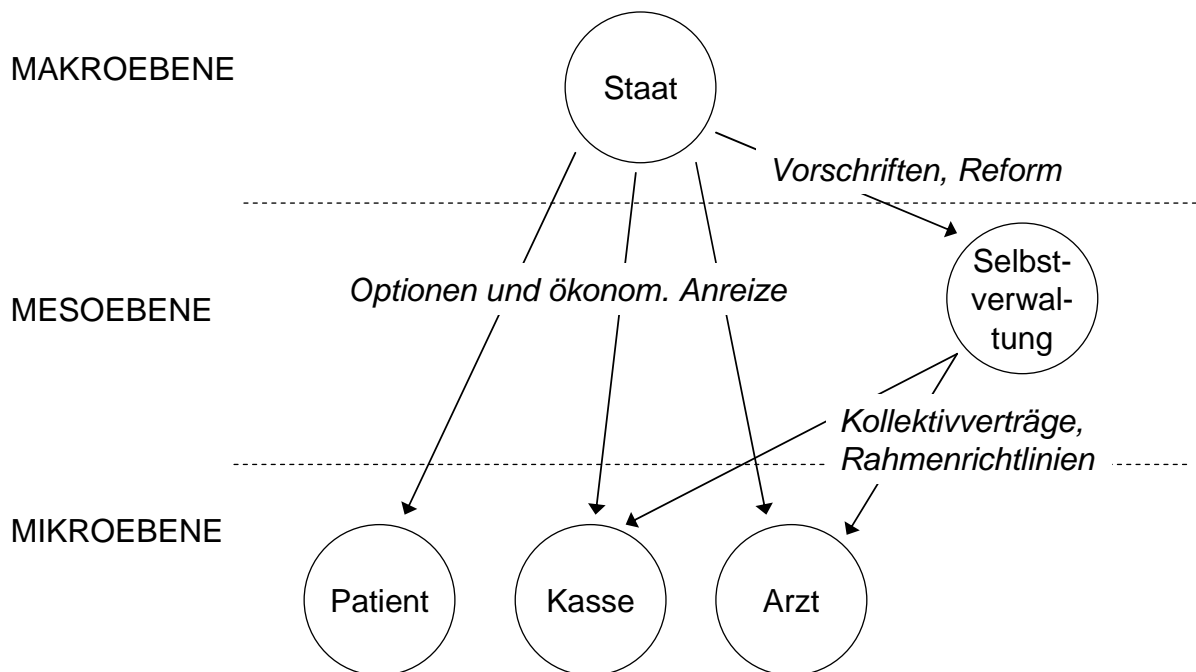 MAKROEBENE
Staat
Vorschriften, Reform
MESOEBENE
Optionen und ökonom. Anreize
Selbst-
verwal-
tung
Kollektivverträge,
Rahmenrichtlinien
MIKROEBENE
Patient
Kasse
Arzt